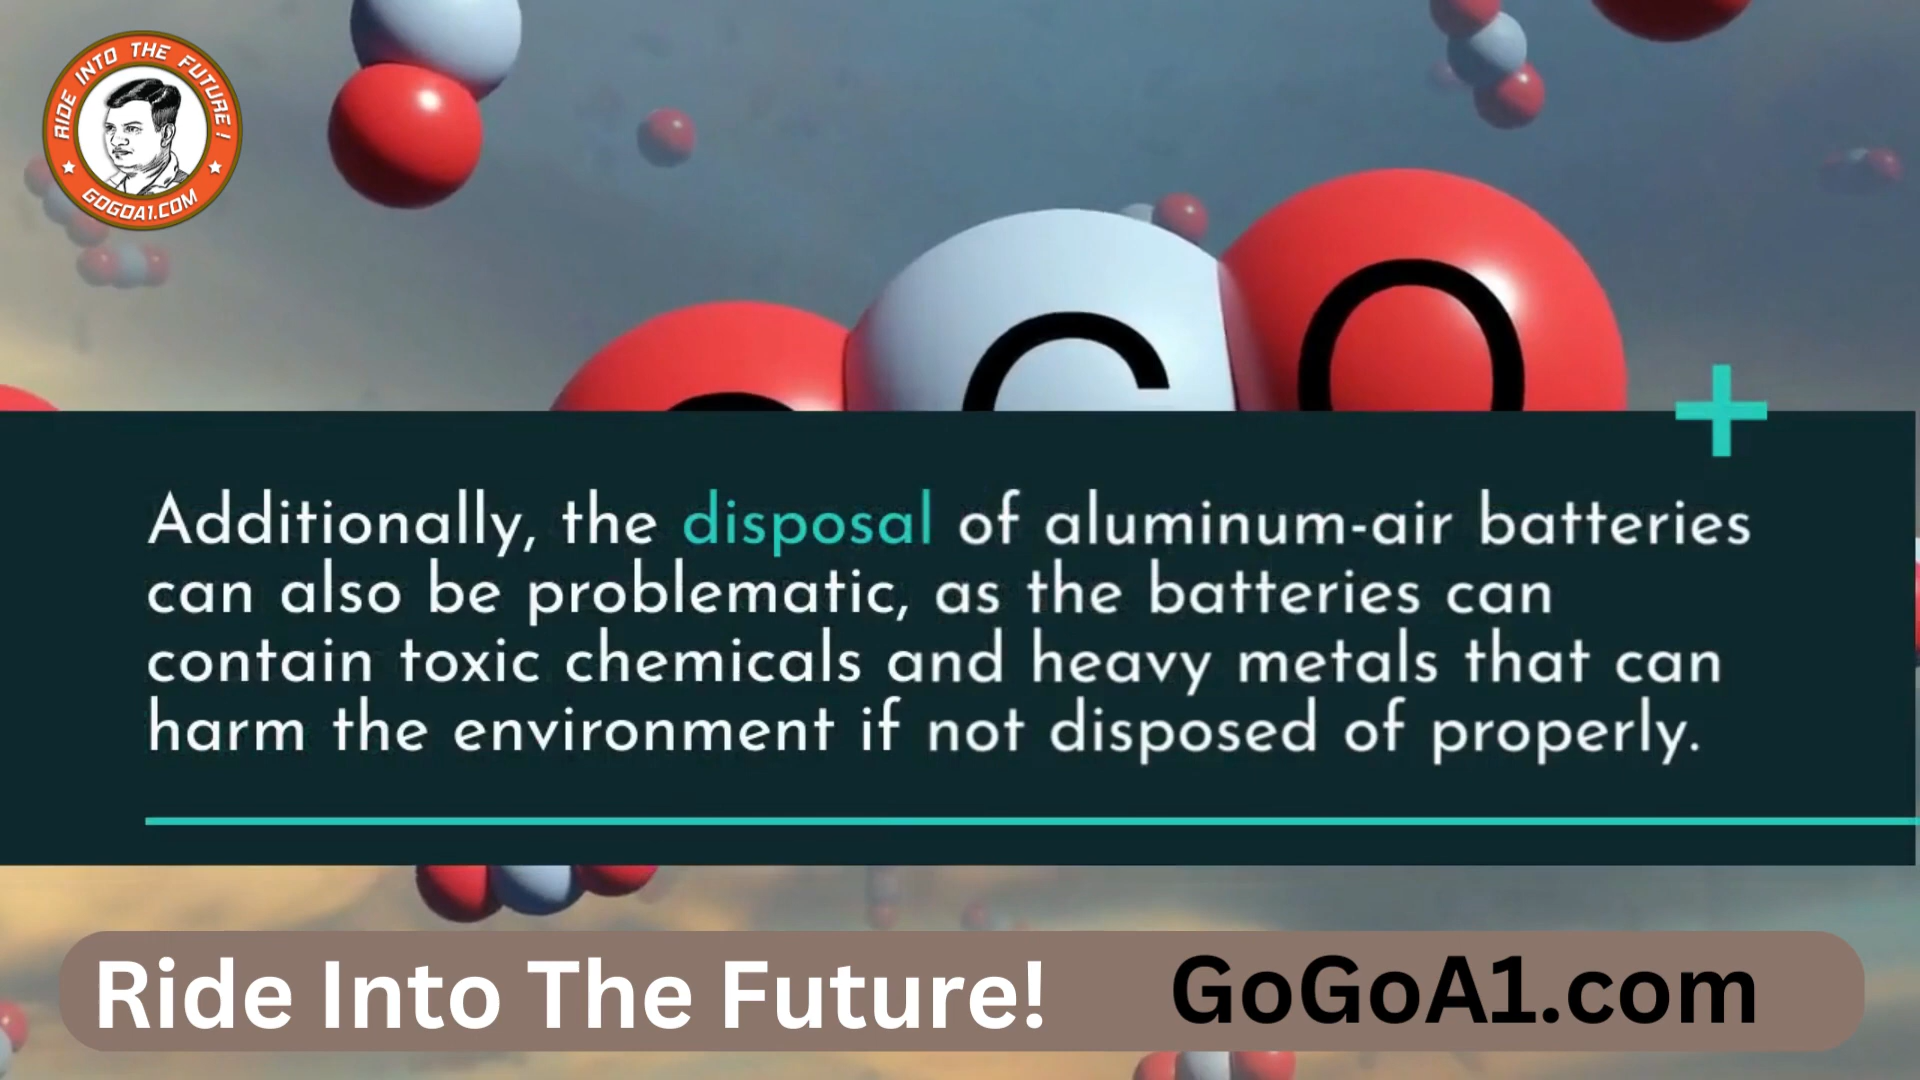 RIDE INTO THE FUTURE!
GOGOA1.COM
C
O
Additionally, the disposal of aluminum-air batteries
can also be problematic, as the batteries can
contain toxic chemicals and heavy metals that can
harm the environment if not disposed of properly.
Ride Into The Future! GoGoA1.com